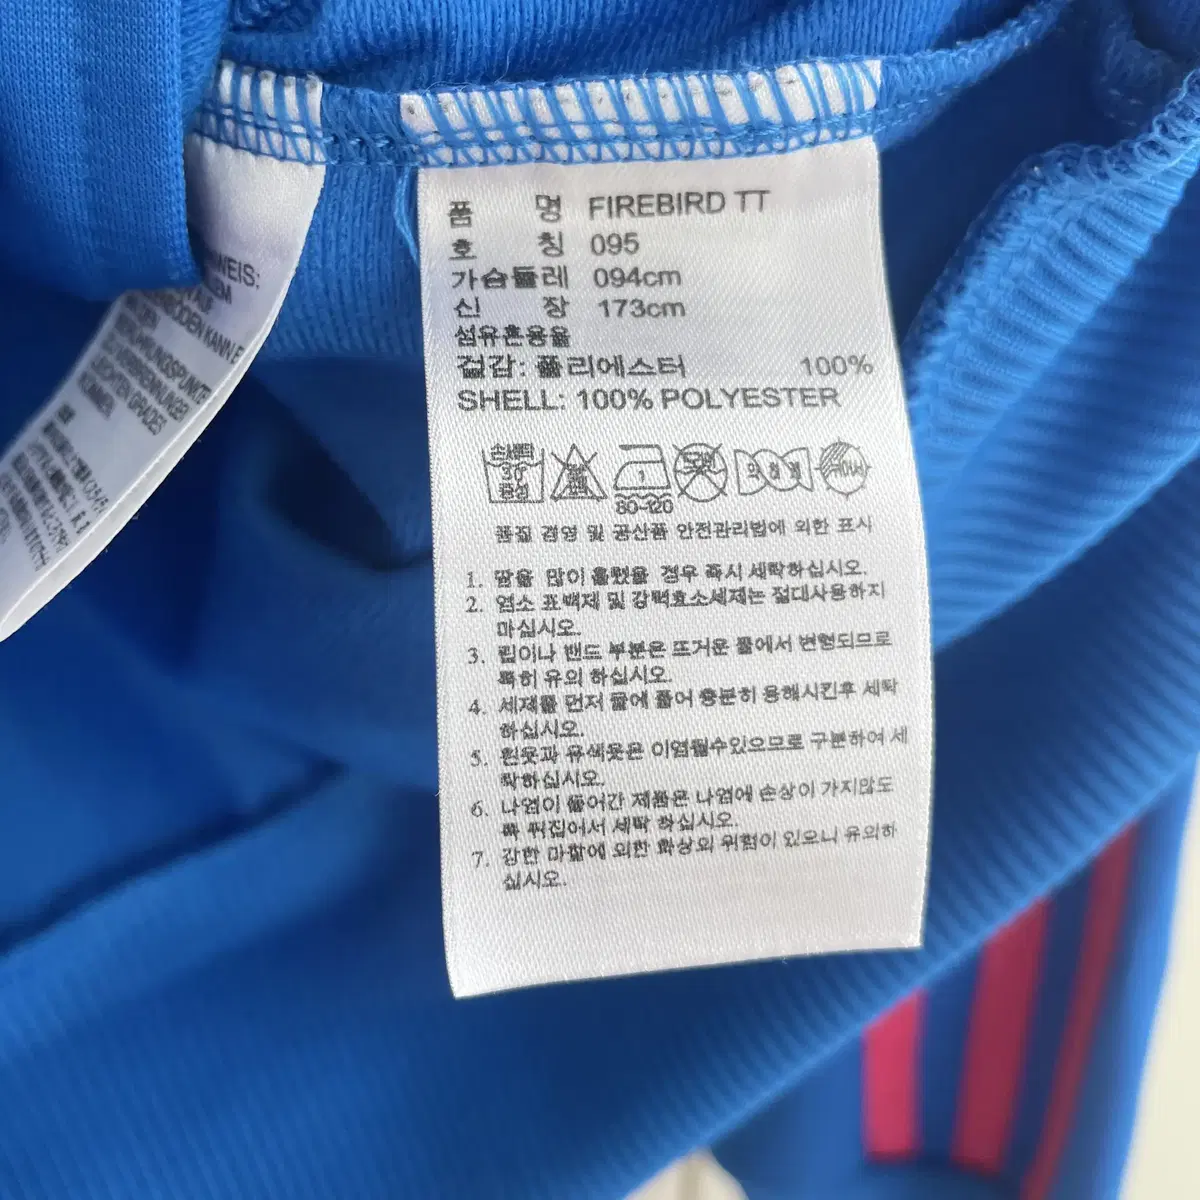 품 명 FIREBIRD TT
호 칭 095
가슴둘레 094cm
신 장 173cm
섬유혼용율
겉감: 폴리에스터 100%
SHELL: 100% POLYESTER
손세탁
30
중성
80-120
품질 경영 및 공산품 안전관리법에 의한 표시
1. 땀을 많이 흘렸을 경우 즉시 세탁하십시오.
2. 염소 표백제 및 강력효소세제는 절대사용하지
마십시오.
3. 립이나 밴드 부분은 뜨거운 물에서 변형되므로
특히 유의 하십시오.
4. 세제를 먼저 물에 풀어 충분히 용해시킨후 세탁
하십시오.
5. 흰옷과 유색옷은 이염될수있으므로 구분하여 세
탁하십시오.
6. 나염이 들어간 제품은 나염에 손상이 가지않도
록 뒤집어서 세탁 하십시오.
7. 강한 마찰에 의한 화상의 위험이 있으니 유의하
십시오.
WEIS:
KANN
LEICHTEN GRADES
KOMMEN.